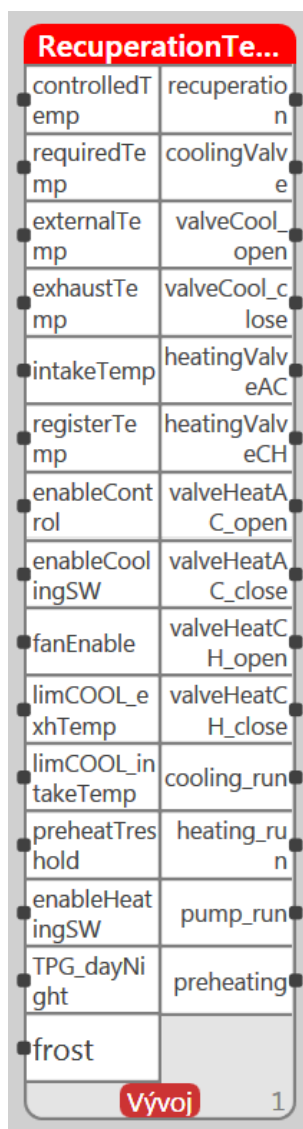 RecuperationTe...
controlledT
emp
recuperatio
n
requiredTe
mp
coolingValv
e
externalTe
mp
valveCool_
open
exhaustTe
mp
valveCool_c
lose
intakeTemp
heatingValv
eAC
registerTe
mp
heatingValv
eCH
enableCont
rol
valveHeatA
C_open
enableCool
ingSW
valveHeatA
C_close
fanEnable
valveHeatC
H_open
limCOOL_e
xhTemp
valveHeatC
H_close
limCOOL_in
takeTemp
cooling_run
preheatTres
hold
heating_ru
n
enableHeat
ingSW
pump_run
TPG_dayNi
ght
preheating
frost
Vývoj 1